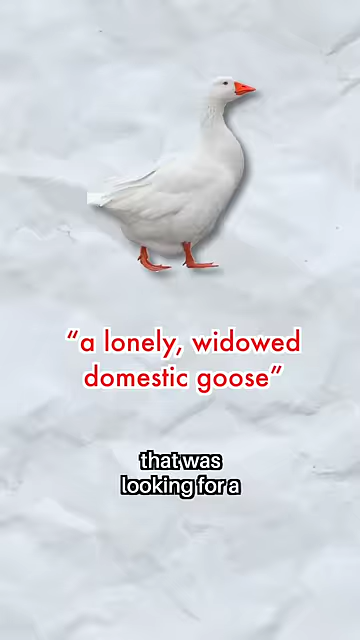 “a lonely, widowed
domestic goose”
that was
looking for a